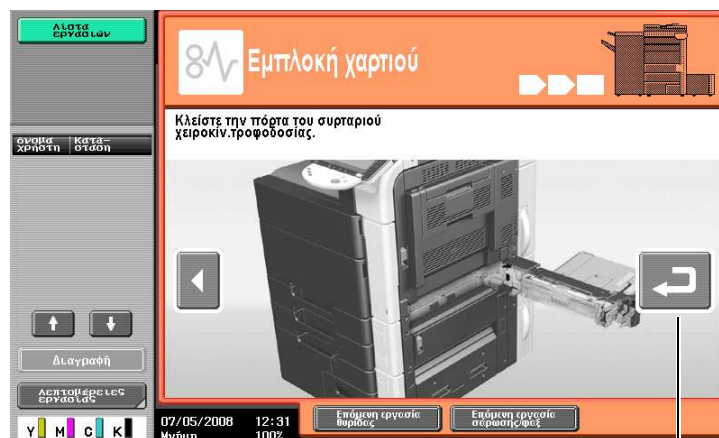 Λίστα
εργασιών
Εμπλοκή χαρτιού
Κλείστε την πόρτα του συρταριού
χειροκίν.τροφοδοσίας.
όνομα Κατά-
χρήστη σταση
Διαγραφή
Λεπτομέρειες
εργασίας
Επόμενη εργασία
θυρίδας
Επόμενη εργασία
σάρωσης/φαξ
07/05/2008 12:31
Μνήμη 100%
Y M C K